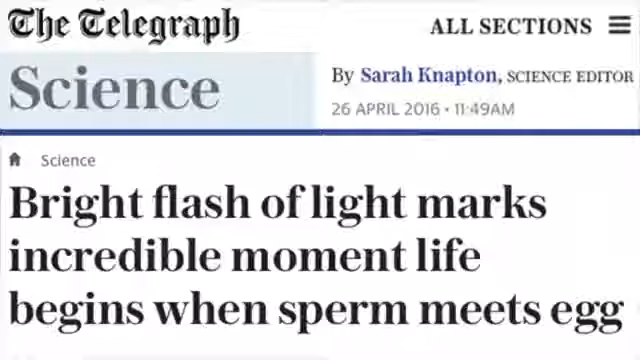 The Telegraph
ALL SECTIONS
Science
By Sarah Knapton, SCIENCE EDITOR
26 APRIL 2016 • 11:49AM
Science
Bright flash of light marks
incredible moment life
begins when sperm meets egg